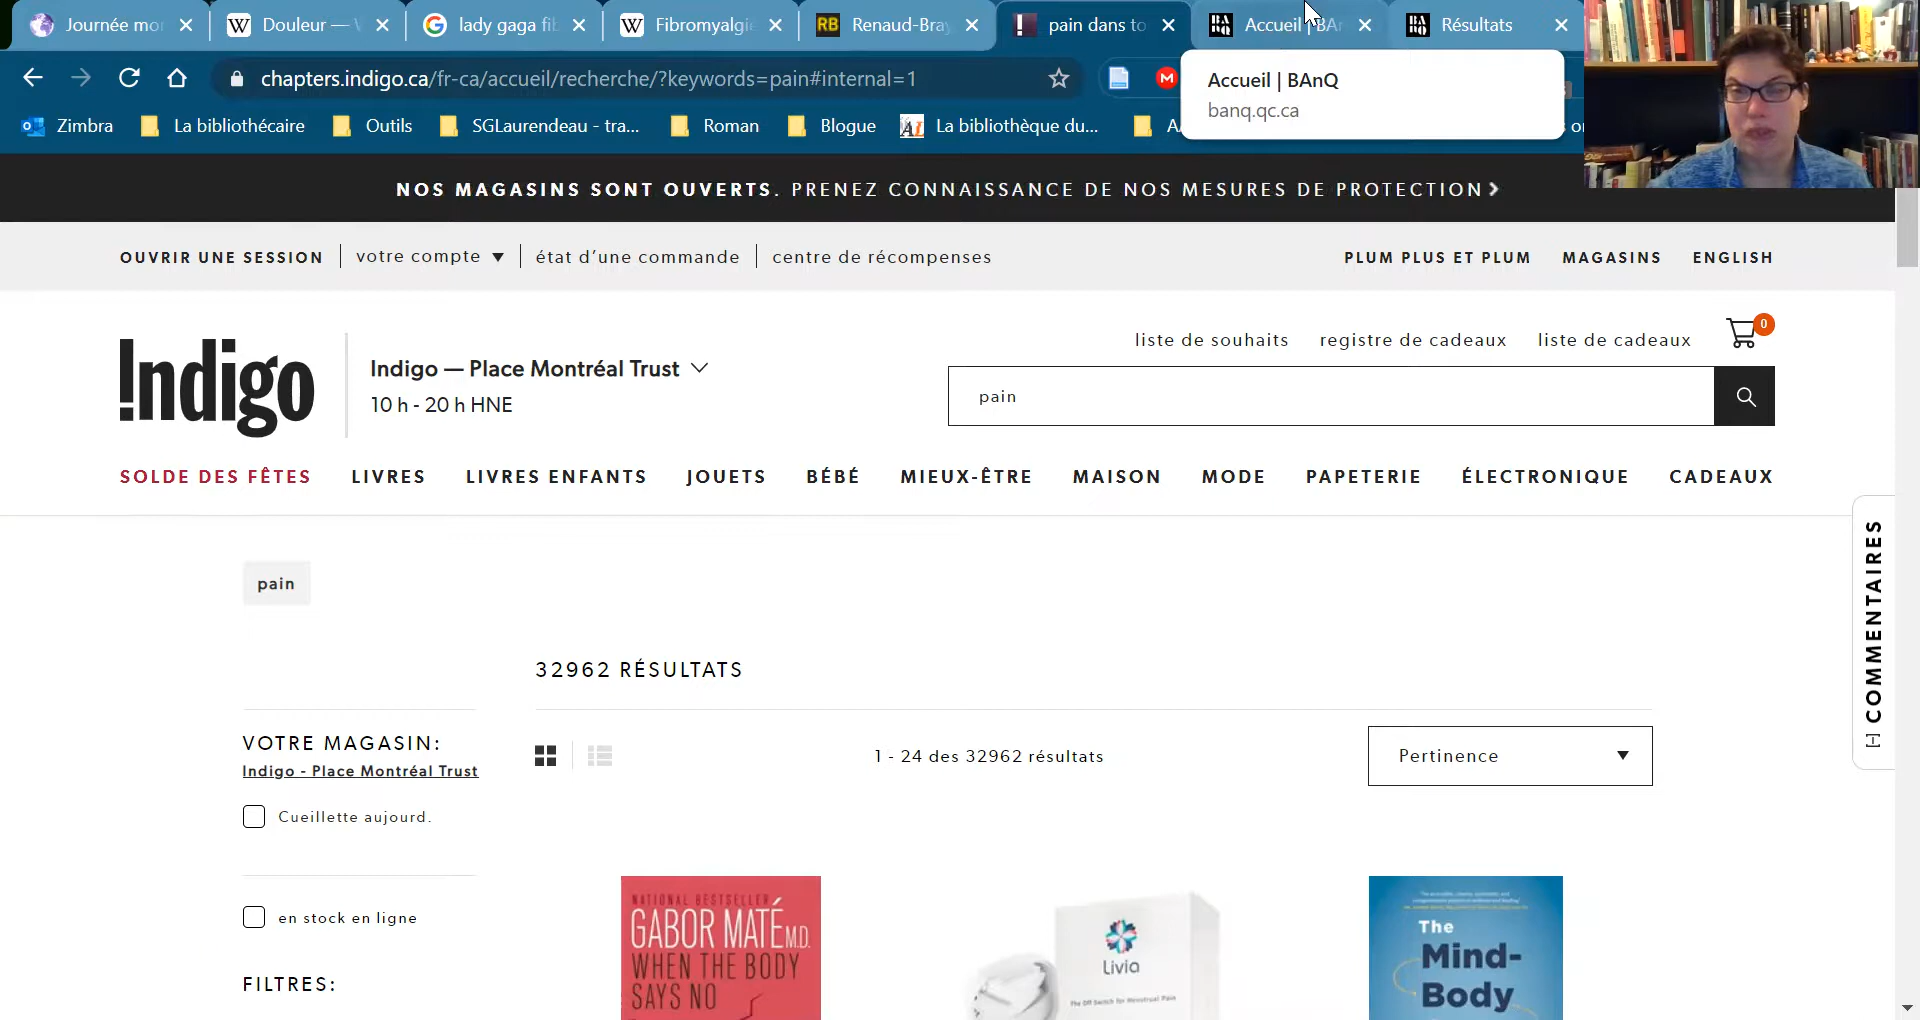 Journée mo
Douleur —
lady gaga fi
Fibromyalgi
Renaud-Bray
pain dans to
Accueil | BAn
Résultats
chapters.indigo.ca/fr-ca/accueil/recherche/?keywords=pain#internal=1
Accueil | BAnQ
banq.qc.ca
Zimbra
La bibliothécaire
Outils
SGLaurendeau - tra...
Roman
Blogue
La bibliothèque du...
NOS MAGASINS SONT OUVERTS. PRENEZ CONNAISSANCE DE NOS MESURES DE PROTECTION
OUVRIR UNE SESSION
votre compte
état d'une commande
centre de récompenses
PLUM PLUS ET PLUM
MAGASINS
ENGLISH
liste de souhaits
registre de cadeaux
liste de cadeaux
0
Indigo
Indigo — Place Montréal Trust
10 h - 20 h HNE
pain
SOLDE DES FÊTES
LIVRES
LIVRES ENFANTS
JOUETS
BÉBÉ
MIEUX-ÊTRE
MAISON
MODE
PAPETERIE
ÉLECTRONIQUE
CADEAUX
[-] COMMENTAIRES
pain
32962 RÉSULTATS
VOTRE MAGASIN:
Indigo - Place Montréal Trust
Cueillette aujourd.
1 - 24 des 32962 résultats
Pertinence
en stock en ligne
FILTRES:
NATIONAL BESTSELLER
GABOR MATÉ M.D.
WHEN THE BODY
SAYS NO
Livia
The Off Switch for Menstrual Pain
The
Mind-
Body